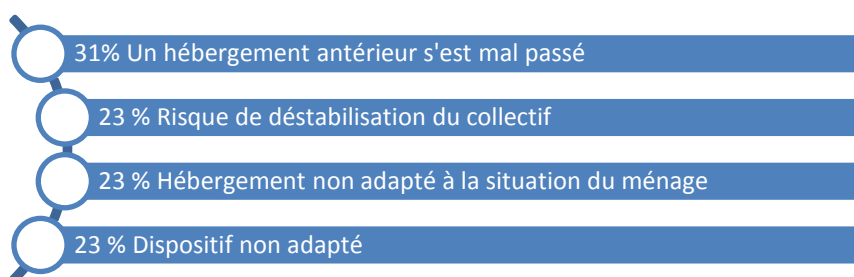 31% Un hébergement antérieur s'est mal passé
23 % Risque de déstabilisation du collectif
23 % Hébergement non adapté à la situation du ménage
23 % Dispositif non adapté